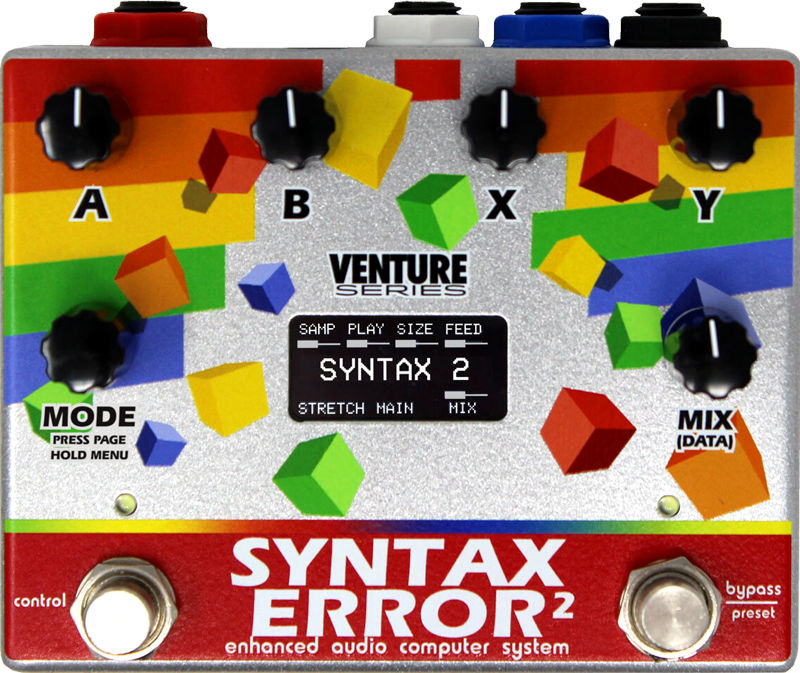 A B X Y
VENTURE
SERIES
SAMP PLAY SIZE FEED
SYNTAX 2
STRETCH MAIN MIX
MODE
PRESS PAGE
HOLD MENU
MIX
(DATA)
SYNTAX
ERROR²
control
bypass
preset
enhanced audio computer system